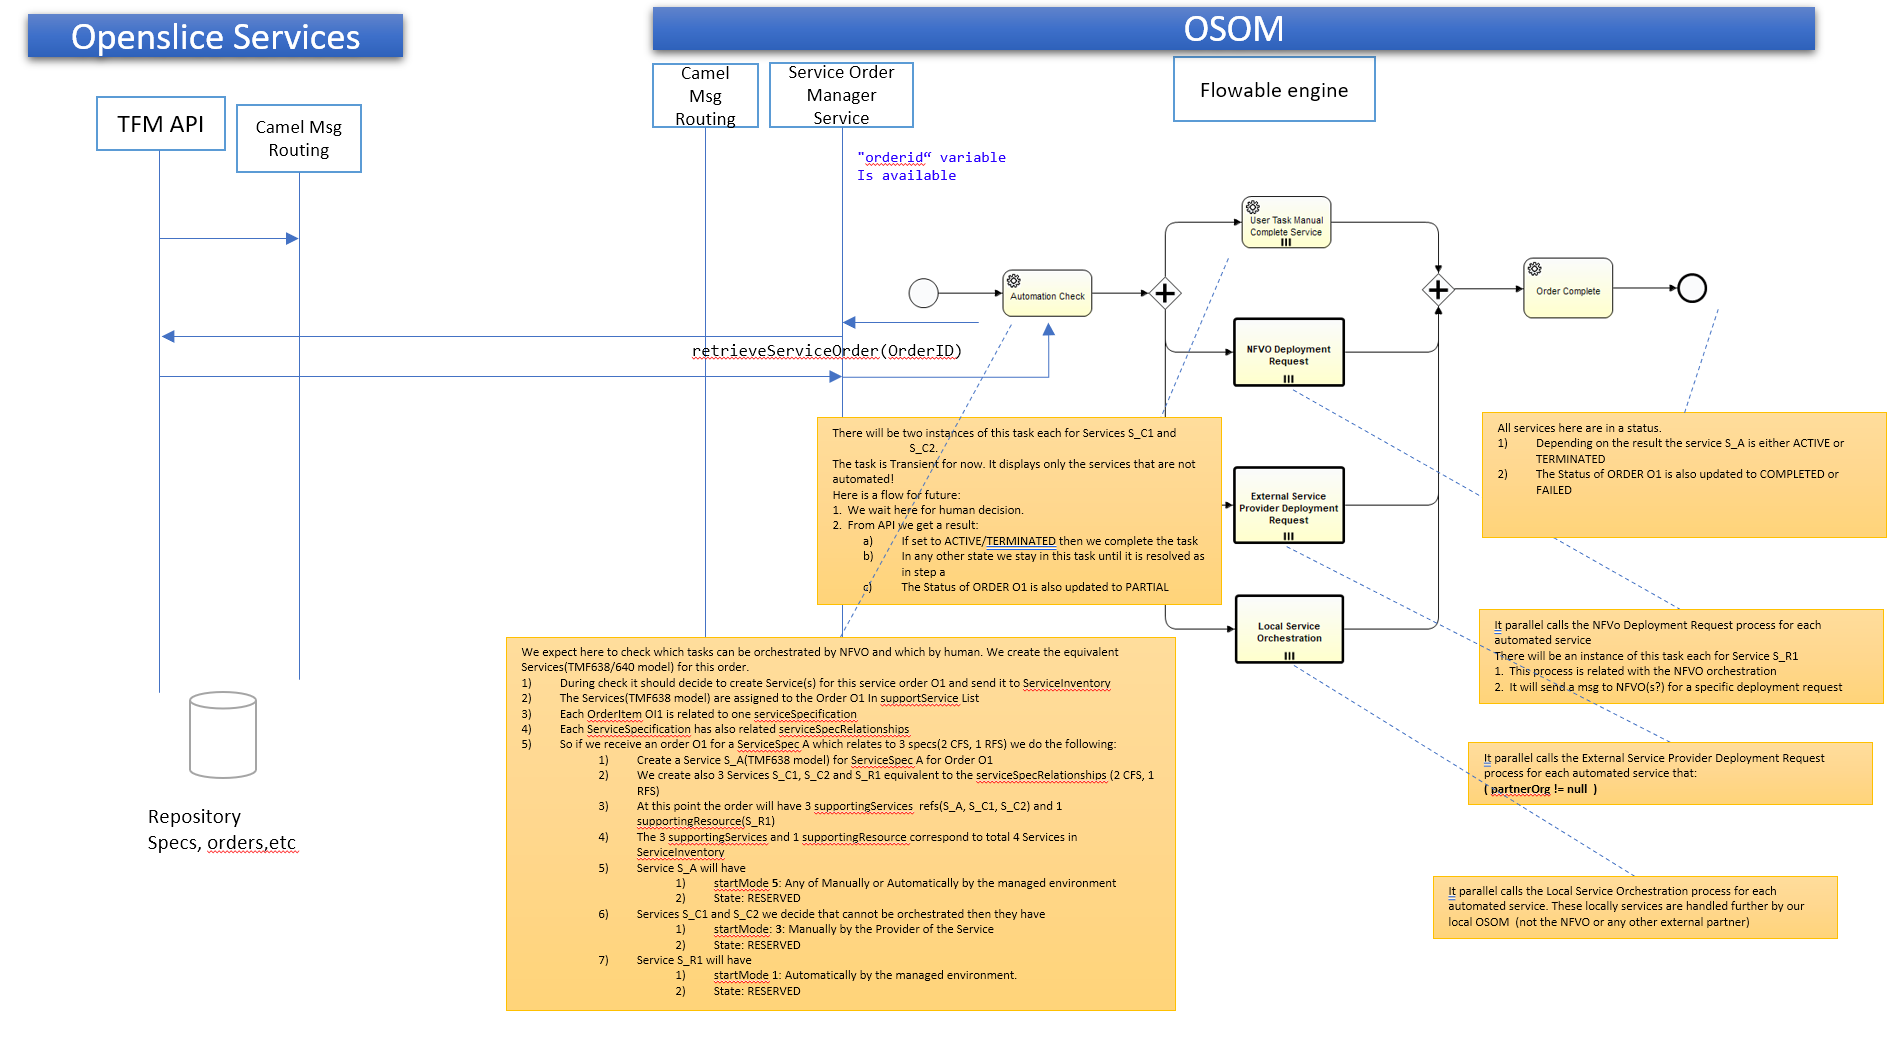 Openslice Services
OSOM
TFM API
Camel Msg
Routing
Camel
Msg
Routing
Service Order
Manager
Service
Flowable engine
"orderid“ variable
Is available
User Task Manual
Complete Service
Automation Check
Order Complete
retrieveServiceOrder(OrderID)
NFVO Deployment
Request
External Service
Provider Deployment
Request
Local Service
Orchestration
There will be two instances of this task each for Services S_C1 and
S_C2.
The task is Transient for now. It displays only the services that are not
automated!
Here is a flow for future:
1. We wait here for human decision.
2. From API we get a result:
a) If set to ACTIVE/TERMINATED then we complete the task
b) In any other state we stay in this task until it is resolved as
in step a
c) The Status of ORDER O1 is also updated to PARTIAL
All services here are in a status.
1) Depending on the result the service S_A is either ACTIVE or
TERMINATED
2) The Status of ORDER O1 is also updated to COMPLETED or
FAILED
It parallel calls the NFVo Deployment Request process for each
automated service
There will be an instance of this task each for Service S_R1
1. This process is related with the NFVO orchestration
2. It will send a msg to NFVO(s?) for a specific deployment request
It parallel calls the External Service Provider Deployment Request
process for each automated service that:
( partnerOrg != null )
It parallel calls the Local Service Orchestration process for each
automated service. These locally services are handled further by our
local OSOM (not the NFVO or any other external partner)
We expect here to check which tasks can be orchestrated by NFVO and which by human. We create the equivalent
Services(TMF638/640 model) for this order.
1) During check it should decide to create Service(s) for this service order O1 and send it to ServiceInventory
2) The Services(TMF638 model) are assigned to the Order O1 In supportService List
3) Each OrderItem OI1 is related to one serviceSpecification
4) Each ServiceSpecification has also related serviceSpecRelationships
5) So if we receive an order O1 for a ServiceSpec A which relates to 3 specs(2 CFS, 1 RFS) we do the following:
1) Create a Service S_A(TMF638 model) for ServiceSpec A for Order O1
2) We create also 3 Services S_C1, S_C2 and S_R1 equivalent to the serviceSpecRelationships (2 CFS, 1
RFS)
3) At this point the order will have 3 supportingServices refs(S_A, S_C1, S_C2) and 1
supportingResource(S_R1)
4) The 3 supportingServices and 1 supportingResource correspond to total 4 Services in
ServiceInventory
5) Service S_A will have
1) startMode 5: Any of Manually or Automatically by the managed environment
2) State: RESERVED
6) Services S_C1 and S_C2 we decide that cannot be orchestrated then they have
1) startMode: 3: Manually by the Provider of the Service
2) State: RESERVED
7) Service S_R1 will have
1) startMode 1: Automatically by the managed environment.
2) State: RESERVED
Repository
Specs, orders,etc